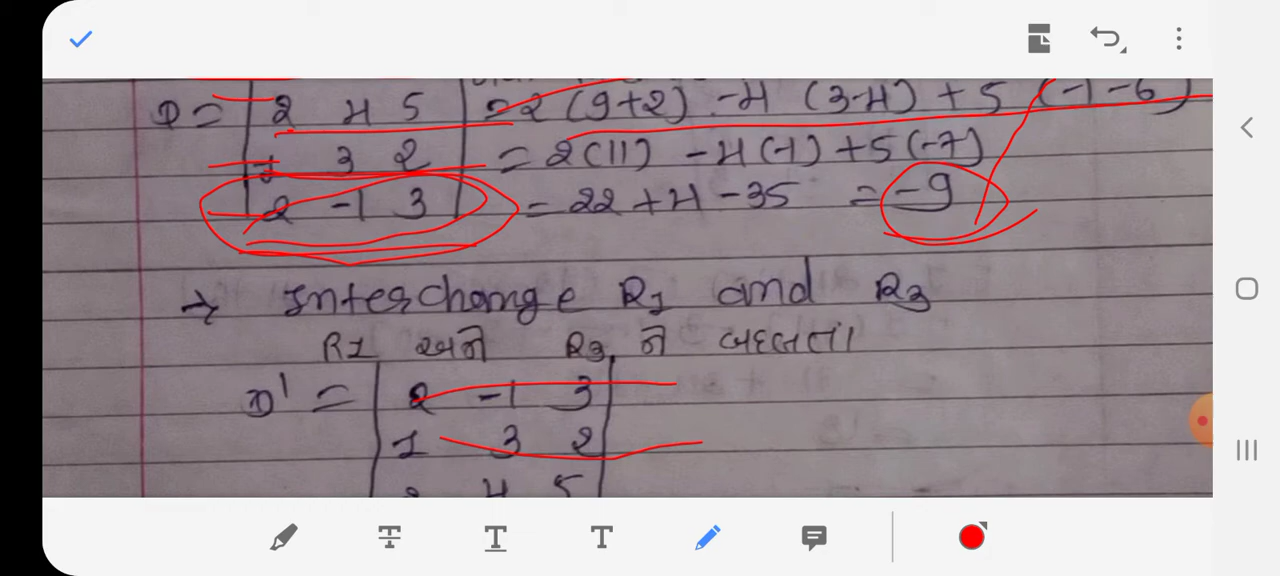 D = | 2 4 5 | = 2 (9+2) - 4 (3-4) + 5 (-1-6)
| 1 3 2 | = 2(11) - 4(-1) + 5(-7)
| 2 -1 3 | = 22 + 4 - 35 = -9
→ Interchange R1 and R3
R1 અને R3 ને બદલતા
D' = | 2 -1 3 |
| 1 3 2 |
4 5
T T T